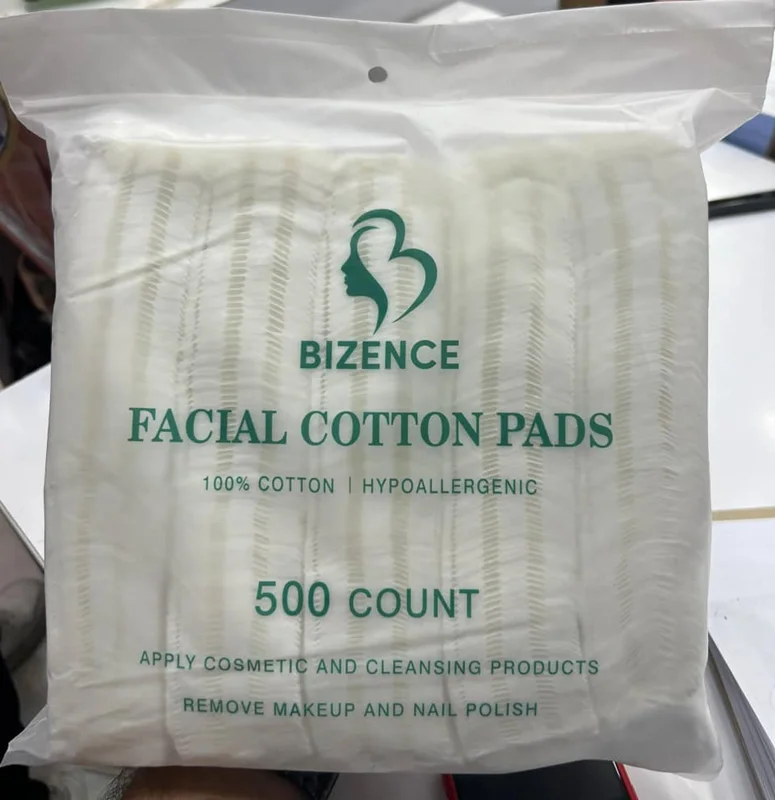 BIZENCE
FACIAL COTTON PADS
100% COTTON | HYPOALLERGENIC
500 COUNT
APPLY COSMETIC AND CLEANSING PRODUCTS
REMOVE MAKEUP AND NAIL POLISH